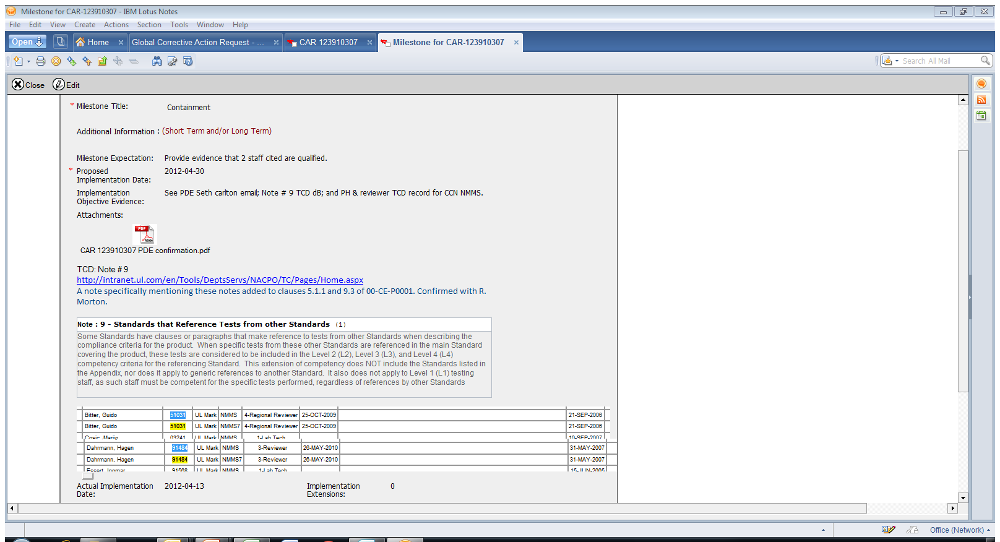 Milestone for CAR-123910307 - IBM Lotus Notes
File Edit View Create Actions Section Tools Window Help
Open Home Global Corrective Action Request - ... CAR 123910307 Milestone for CAR-123910307
Search All Mail
Close Edit
* Milestone Title: Containment
Additional Information : (Short Term and/or Long Term)
Milestone Expectation: Provide evidence that 2 staff cited are qualified.
* Proposed Implementation Date: 2012-04-30
Implementation Objective Evidence: See PDE Seth carlton email; Note # 9 TCD dB; and PH & reviewer TCD record for CCN NMMS.
Attachments:
PDF
Adobe
CAR 123910307 PDE confirmation.pdf
TCD: Note # 9
http://intranet.ul.com/en/Tools/DeptsServs/NACPO/TC/Pages/Home.aspx
A note specifically mentioning these notes added to clauses 5.1.1 and 9.3 of 00-CE-P0001. Confirmed with R.
Morton.
Note : 9 - Standards that Reference Tests from other Standards (1)
Some Standards have clauses or paragraphs that make reference to tests from other Standards when describing the
compliance criteria for the product. When specific tests from these other Standards are referenced in the main Standard
covering the product, these tests are considered to be included in the Level 2 (L2), Level 3 (L3), and Level 4 (L4)
competency criteria for the referencing Standard. This extension of competency does NOT include the Standards listed in
the Appendix, nor does it apply to generic references to another Standard. It also does not apply to Level 1 (L1) testing
staff, as such staff must be competent for the specific tests performed, regardless of references by other Standards
Bitter, Guido 51031 UL Mark NMMS 4-Regional Reviewer 25-OCT-2009 21-SEP-2006
Bitter, Guido 51031 UL Mark NMMS7 4-Regional Reviewer 25-OCT-2009 21-SEP-2006
03241 UL Mark NMMS 1-Lab Tech 10-SEP-2007
Dahrmann, Hagen 91484 UL Mark NMMS 3-Reviewer 26-MAY-2010 31-MAY-2007
Dahrmann, Hagen 91484 UL Mark NMMS7 3-Reviewer 26-MAY-2010 31-MAY-2007
Essert, Ingmar 91568 UL Mark NMMS 1-Lab Tech 15-JUN-2005
Actual Implementation Date: 2012-04-13 Implementation Extensions: 0
Office (Network)